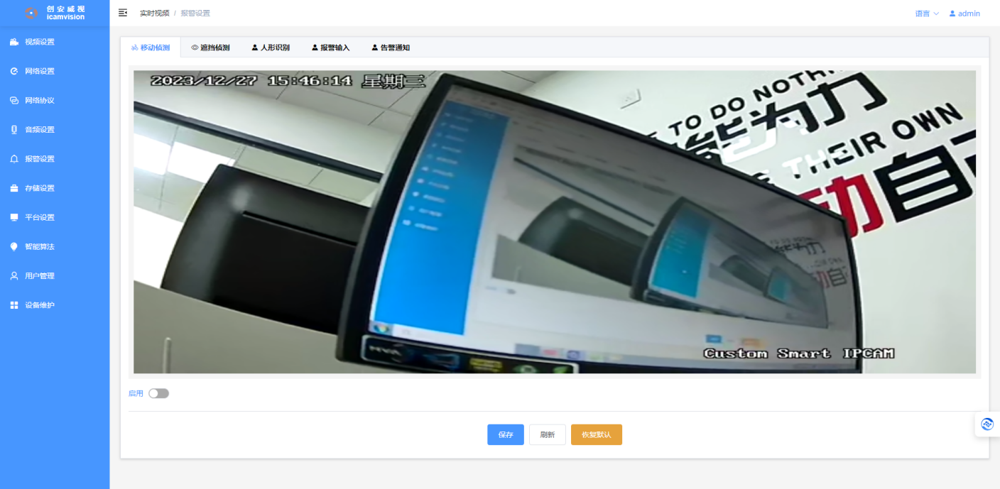 创安威视
icamvision
实时视频 / 报警设置
语言
admin
视频设置
网络设置
网络协议
音频设置
报警设置
存储设置
平台设置
智能算法
用户管理
设备维护
移动侦测
遮挡侦测
人形识别
报警输入
告警通知
2023/12/27 15:46:14 星期三
TO DO NOTHI
能为力
THEIR OWN
动自
Custom Smart IPCAM
启用
保存
刷新
恢复默认